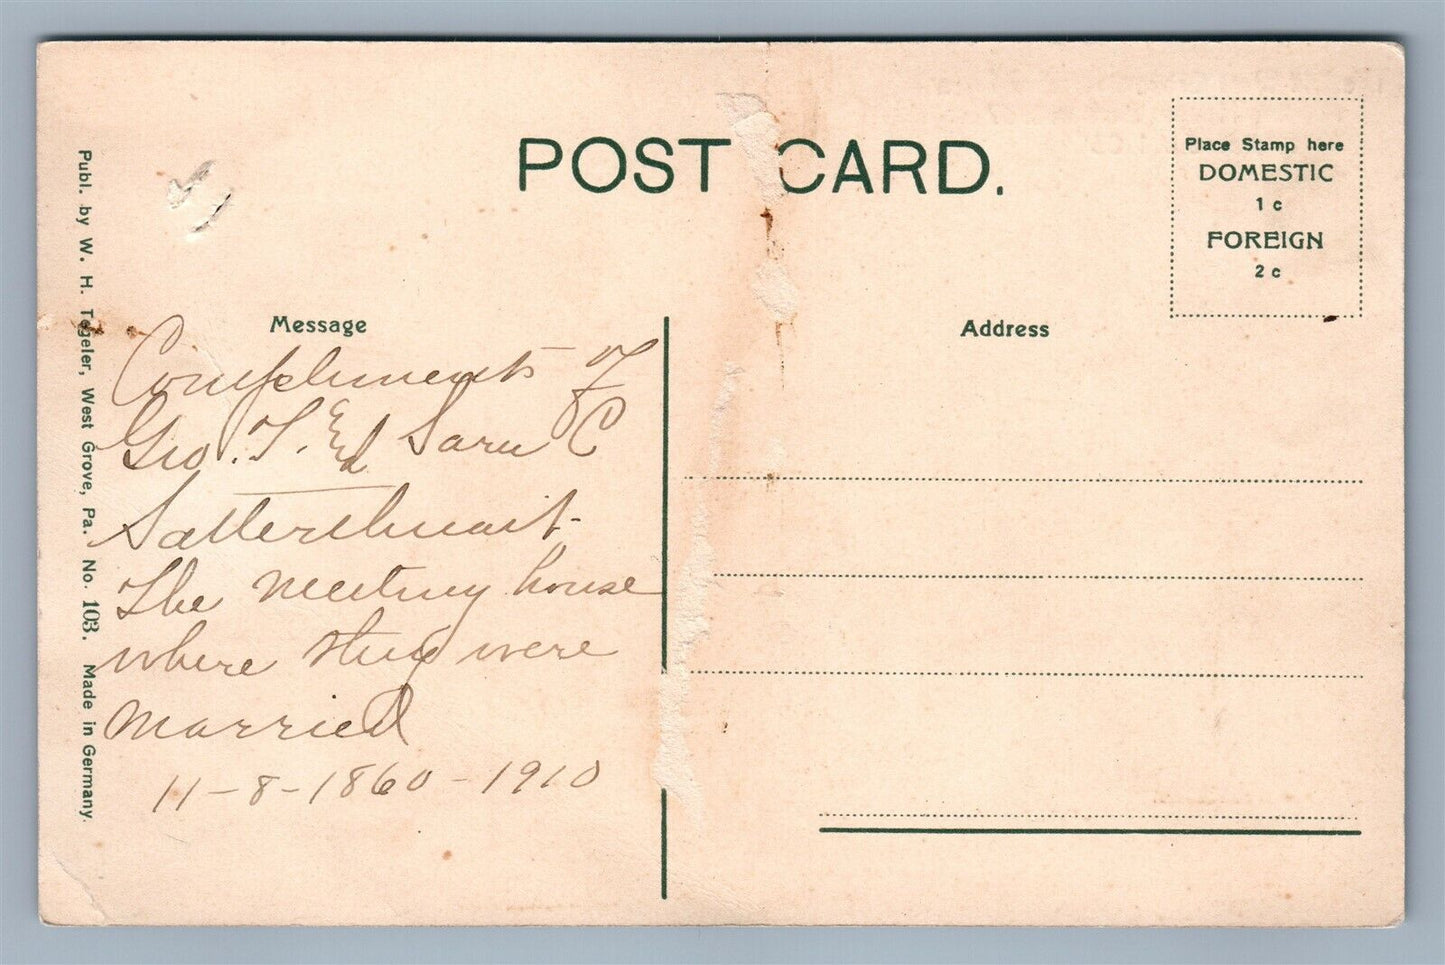 POST CARD.
Place Stamp here
DOMESTIC
1 c
FOREIGN
2 c
Message
Address
Compliments of
Geo. T. & Sara C
Satterthwait
The meeting house
where they were
married
11-8-1860-1910
Publ. by W. H. Tegeler, West Grove, Pa. No. 103. Made in Germany.